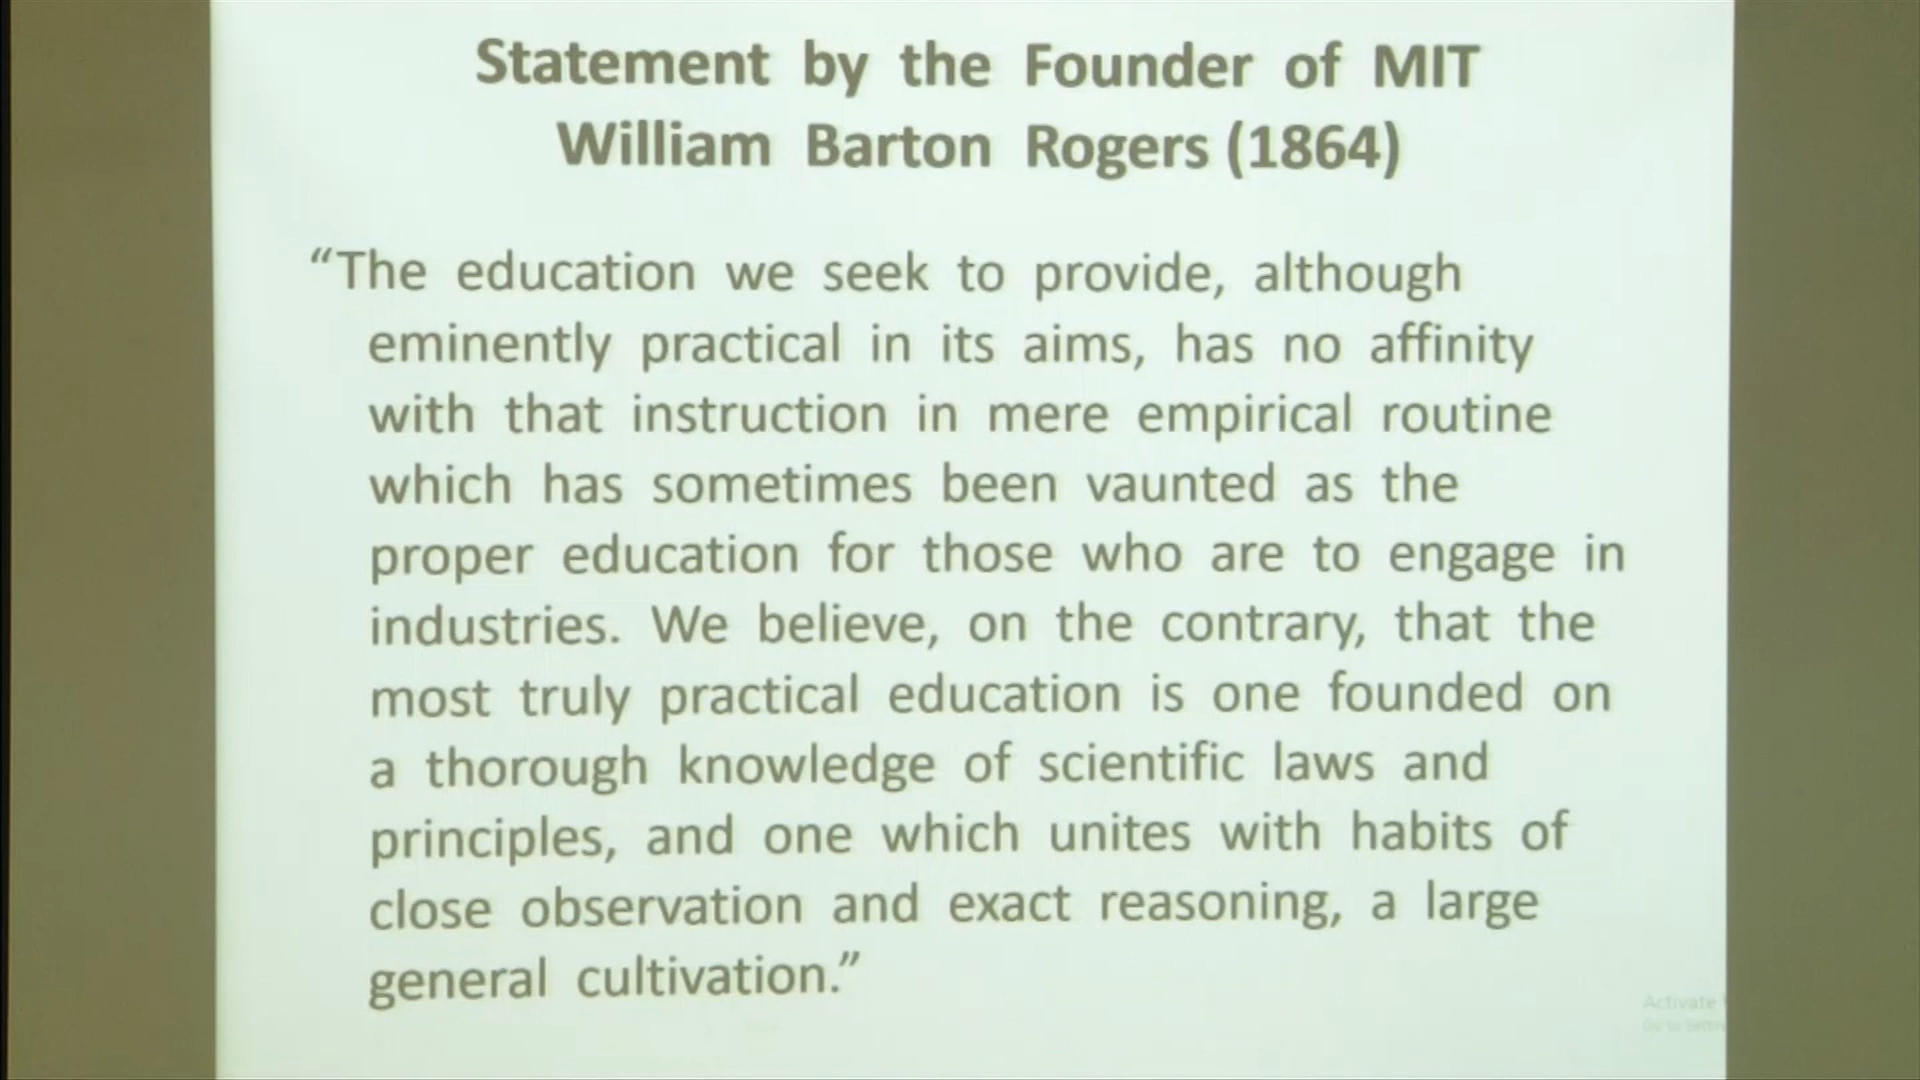 Statement by the Founder of MIT
William Barton Rogers (1864)
“The education we seek to provide, although
eminently practical in its aims, has no affinity
with that instruction in mere empirical routine
which has sometimes been vaunted as the
proper education for those who are to engage in
industries. We believe, on the contrary, that the
most truly practical education is one founded on
a thorough knowledge of scientific laws and
principles, and one which unites with habits of
close observation and exact reasoning, a large
general cultivation.”
Activate
Go to